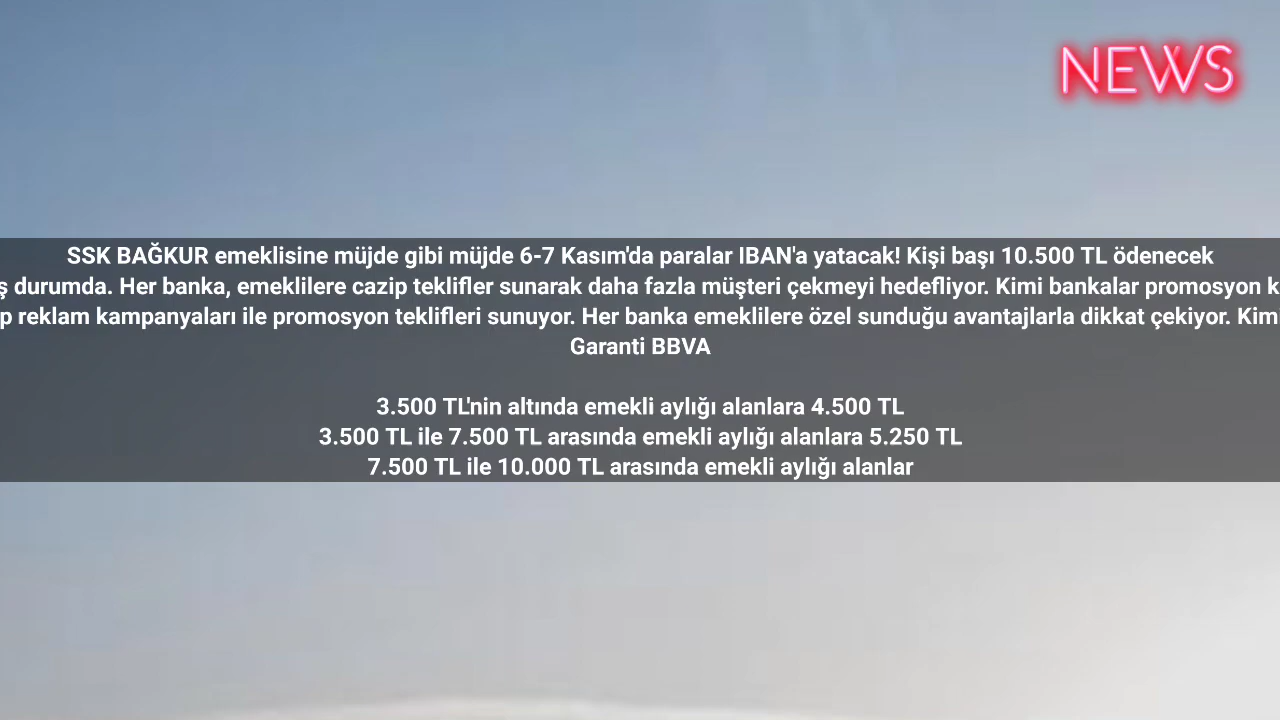 NEWS
SSK BAĞKUR emeklisine müjde gibi müjde 6-7 Kasım'da paralar IBAN'a yatacak! Kişi başı 10.500 TL ödenecek
durumda. Her banka, emeklilere cazip teklifler sunarak daha fazla müşteri çekmeyi hedefliyor. Kimi bankalar promosyon
reklam kampanyaları ile promosyon teklifleri sunuyor. Her banka emeklilere özel sunduğu avantajlarla dikkat çekiyor.
Garanti BBVA
3.500 TL'nin altında emekli aylığı alanlara 4.500 TL
3.500 TL ile 7.500 TL arasında emekli aylığı alanlara 5.250 TL
7.500 TL ile 10.000 TL arasında emekli aylığı alanlar